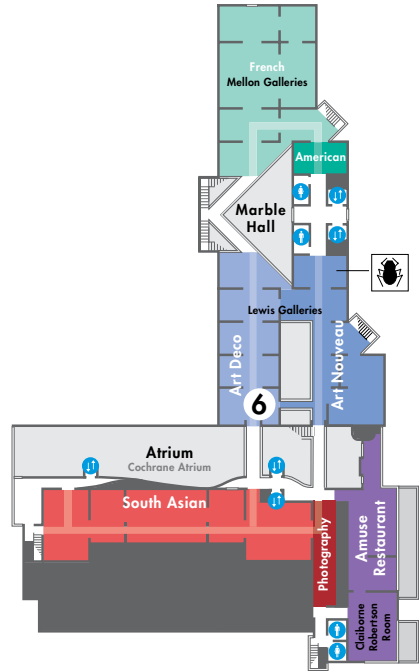 French
Mellon Galleries
American
Marble
Hall
Lewis Galleries
Art Deco
Art Nouveau
6
Atrium
Cochrane Atrium
South Asian
Photography
Amuse
Restaurant
Claiborne
Robertson
Room